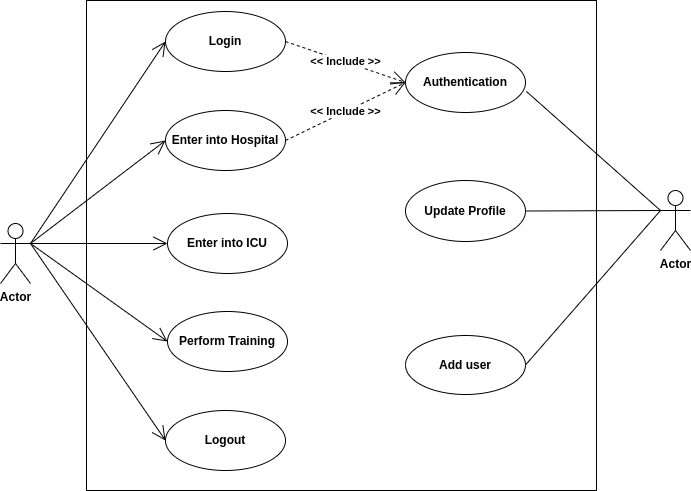 Login
<< Include >>
Authentication
<< Include >>
Enter into Hospital
Update Profile
Enter into ICU
Actor
Actor
Perform Training
Add user
Logout